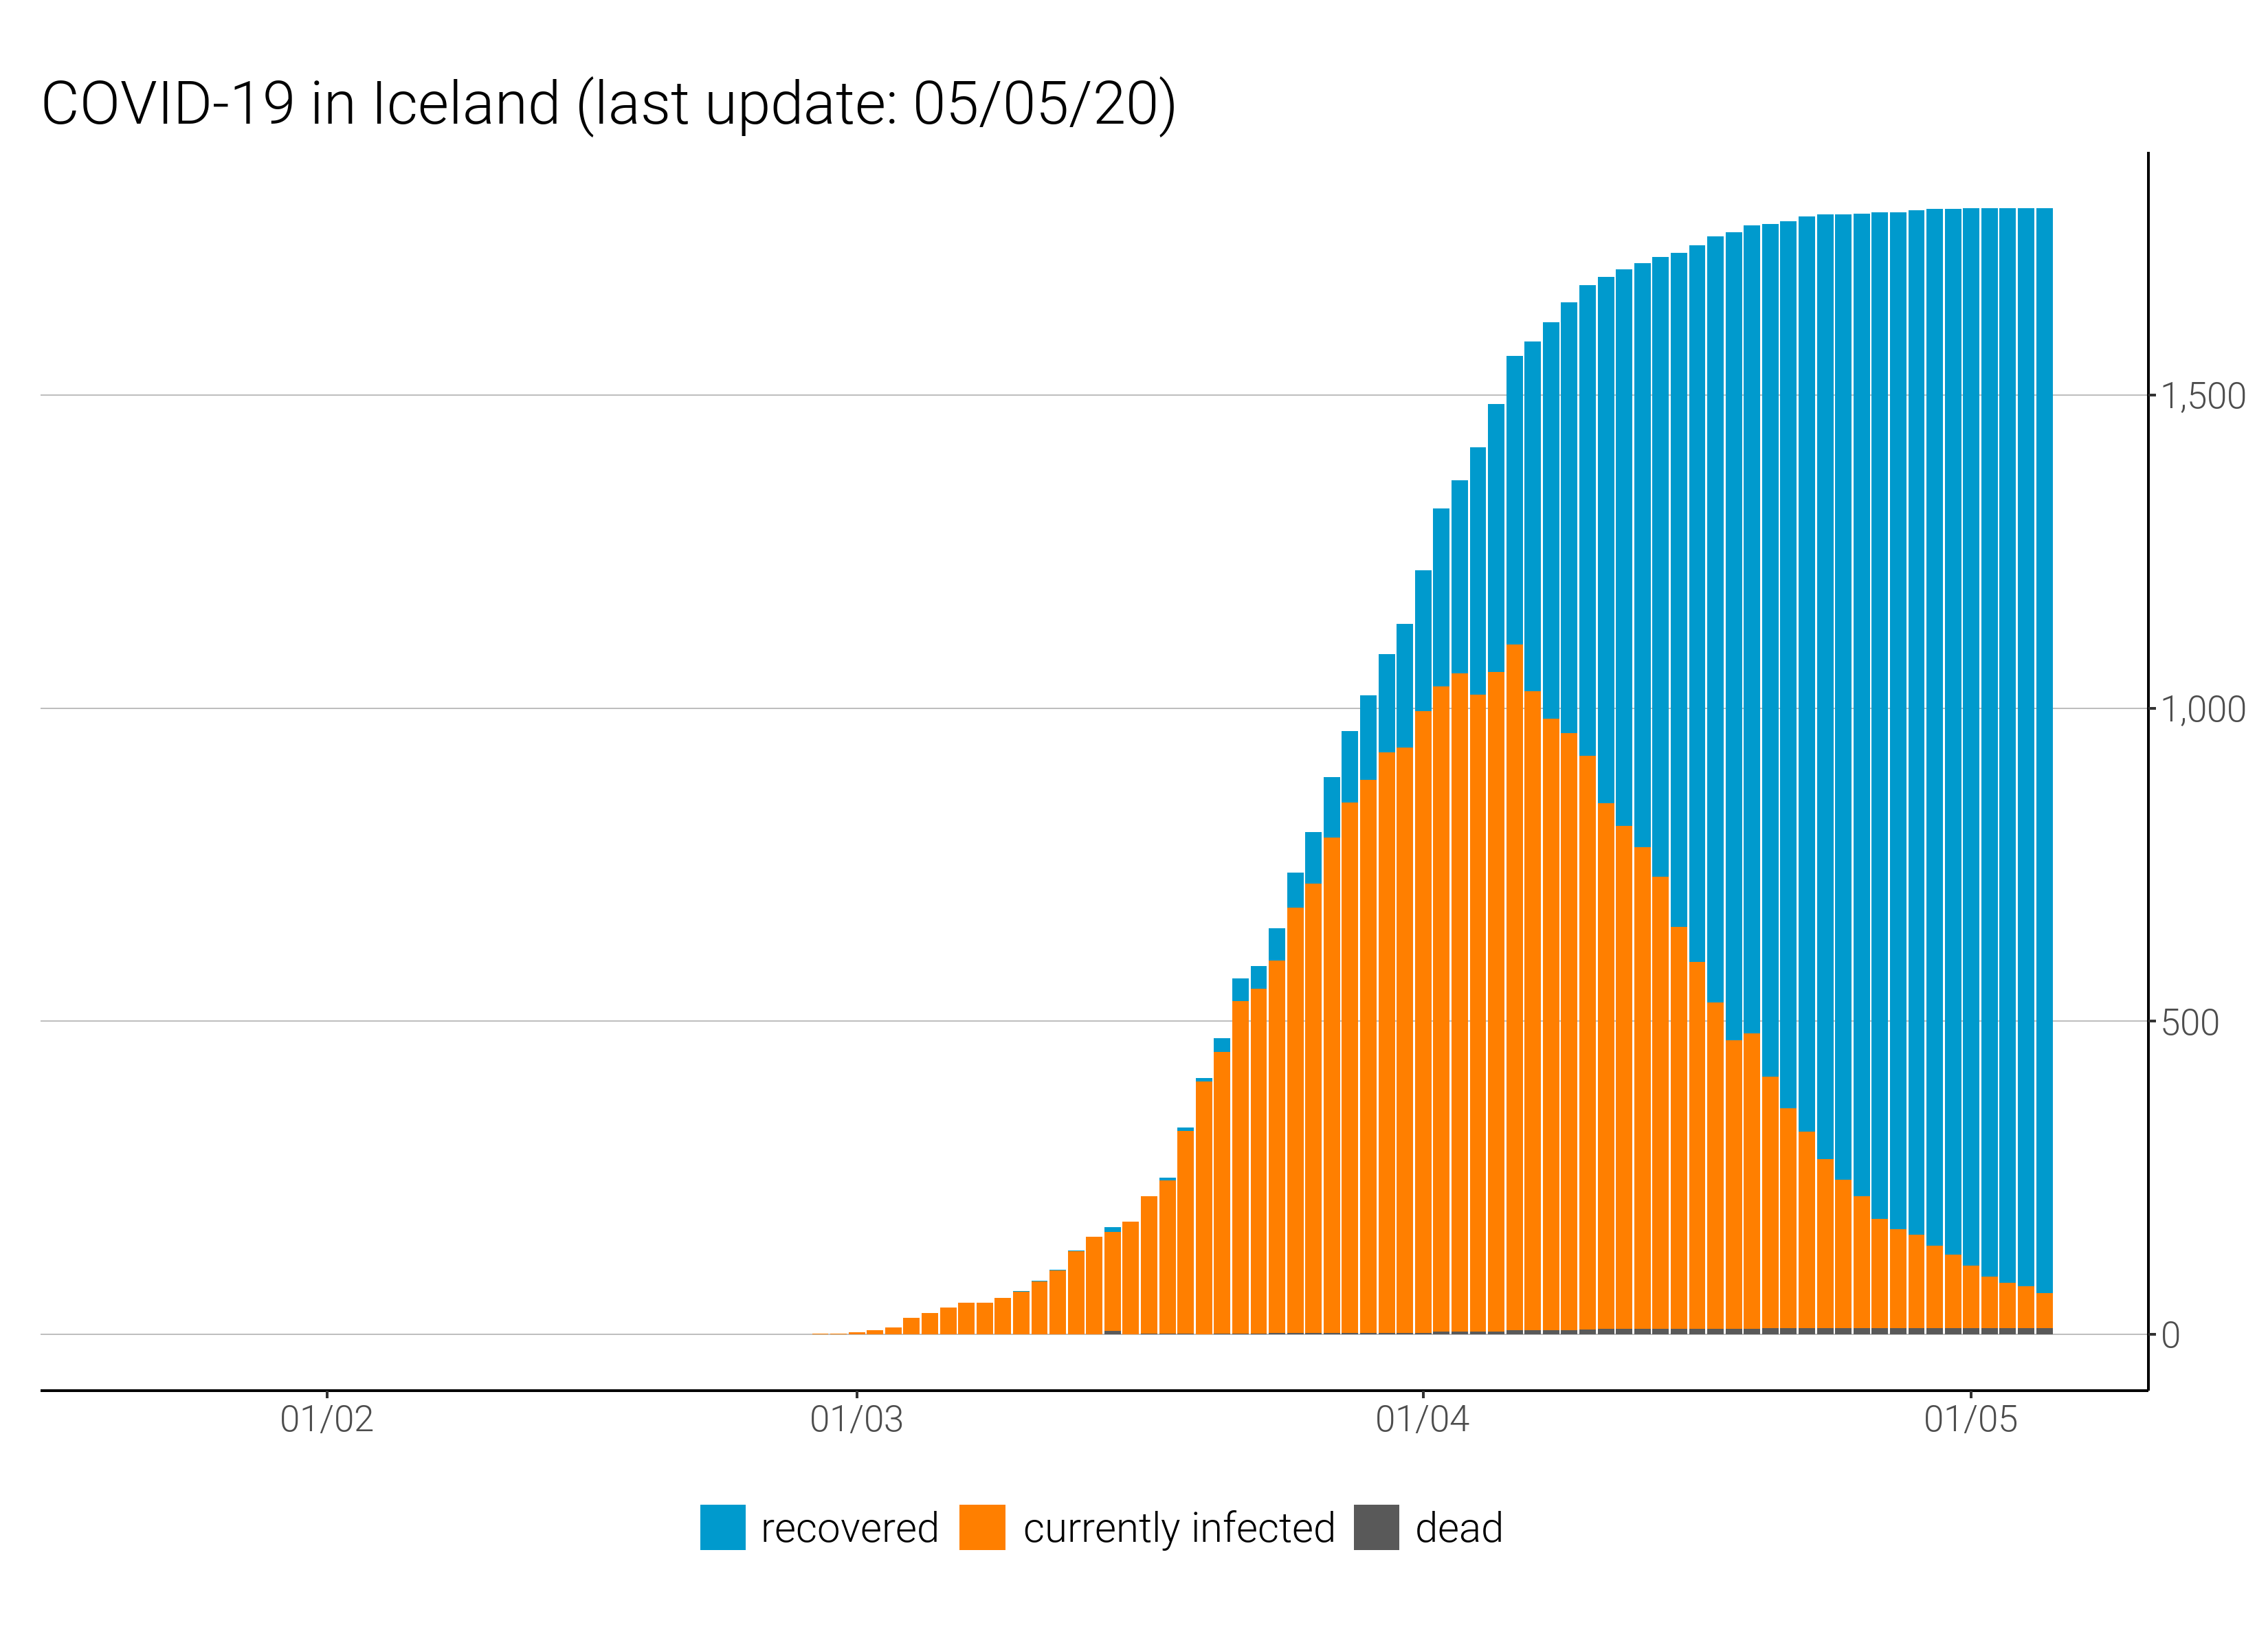 COVID-19 in Iceland (last update: 05/05/20)
1,500
1,000
500
0
01/02 01/03 01/04 01/05
recovered currently infected dead